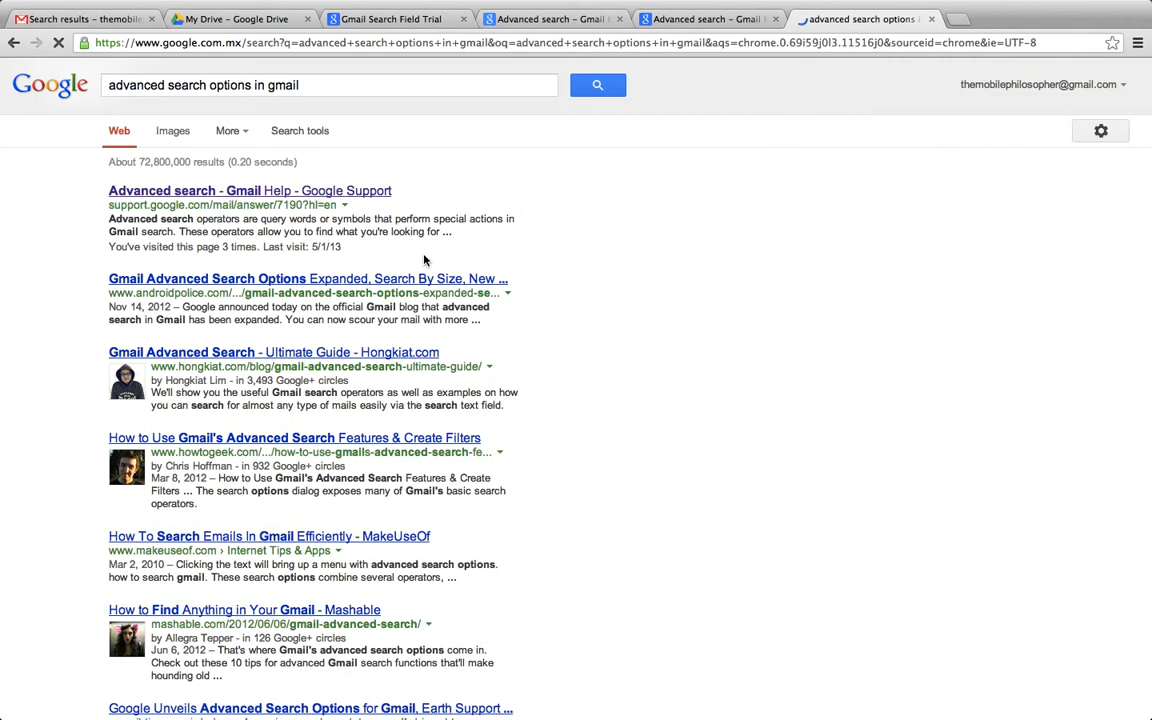 Search results - themobile
My Drive - Google Drive
Gmail Search Field Trial
Advanced search - Gmail
Advanced search - Gmail
advanced search options i
https://www.google.com.mx/search?q=advanced+search+options+in+gmail&oq=advanced+search+options+in+gmail&aqs=chrome.0.69i59j0l3.11516j0&sourceid=chrome&ie=UTF-8
Google advanced search options in gmail themobilephilosopher@gmail.com
Web Images More Search tools
About 72,800,000 results (0.20 seconds)
Advanced search - Gmail Help - Google Support
support.google.com/mail/answer/7190?hl=en
Advanced search operators are query words or symbols that perform special actions in
Gmail search. These operators allow you to find what you're looking for ...
You've visited this page 3 times. Last visit: 5/1/13
Gmail Advanced Search Options Expanded, Search By Size, New ...
www.androidpolice.com/.../gmail-advanced-search-options-expanded-se...
Nov 14, 2012 – Google announced today on the official Gmail blog that advanced
search in Gmail has been expanded. You can now scour your mail with more ...
Gmail Advanced Search - Ultimate Guide - Hongkiat.com
www.hongkiat.com/blog/gmail-advanced-search-ultimate-guide/
by Hongkiat Lim - in 3,493 Google+ circles
We'll show you the useful Gmail search operators as well as examples on how
you can search for almost any type of mails easily via the search text field.
How to Use Gmail's Advanced Search Features & Create Filters
www.howtogeek.com/.../how-to-use-gmails-advanced-search-fe...
by Chris Hoffman - in 932 Google+ circles
Mar 8, 2012 – How to Use Gmail's Advanced Search Features & Create
Filters ... The search options dialog exposes many of Gmail's basic search
operators.
How To Search Emails In Gmail Efficiently - MakeUseOf
www.makeuseof.com › Internet Tips & Apps
Mar 2, 2010 – Clicking the text will bring up a menu with advanced search options.
how to search gmail. These search options combine several operators, ...
How to Find Anything in Your Gmail - Mashable
mashable.com/2012/06/06/gmail-advanced-search/
by Allegra Tepper - in 126 Google+ circles
Jun 6, 2012 – That's where Gmail's advanced search options come in.
Check out these 10 tips for advanced Gmail search functions that'll make
hounding old ...
Google Unveils Advanced Search Options for Gmail, Earth Support ...